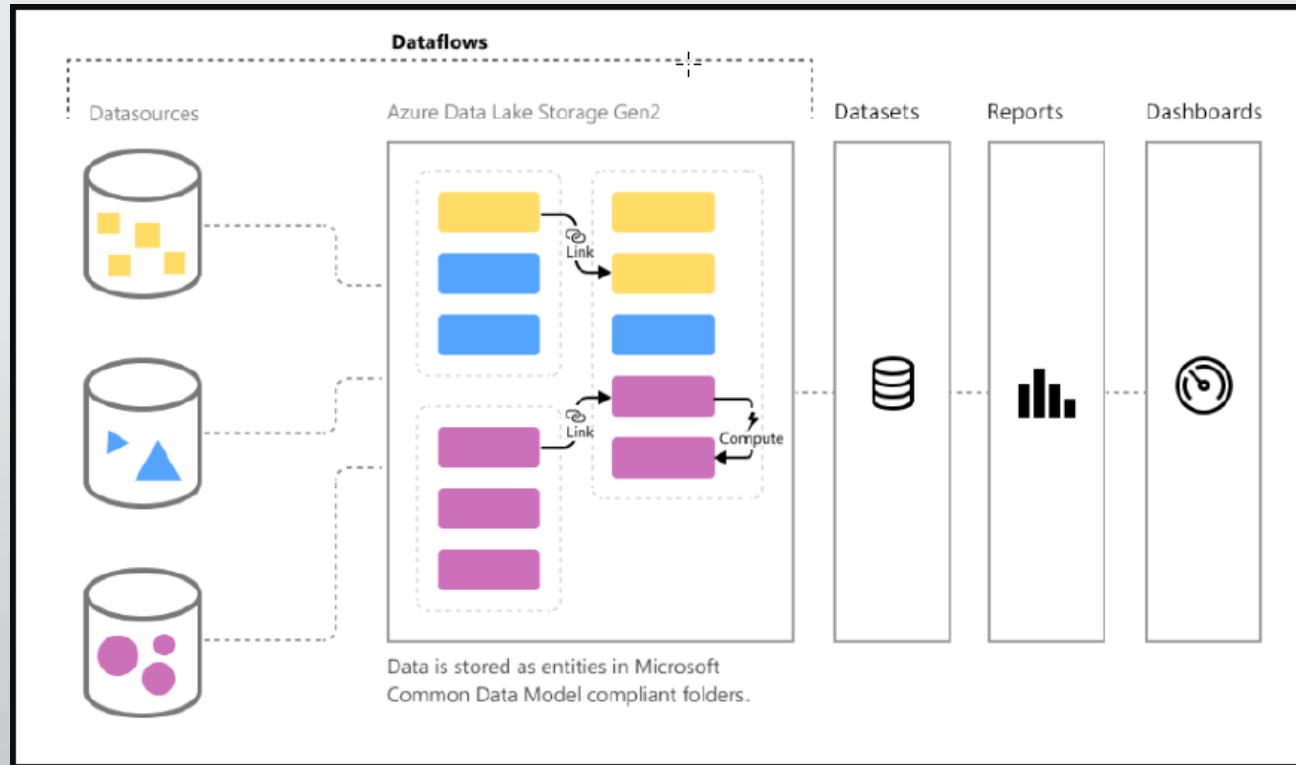 Dataflows
Datasources
Azure Data Lake Storage Gen2
Datasets
Reports
Dashboards
Link
Link
Compute
Data is stored as entities in Microsoft
Common Data Model compliant folders.